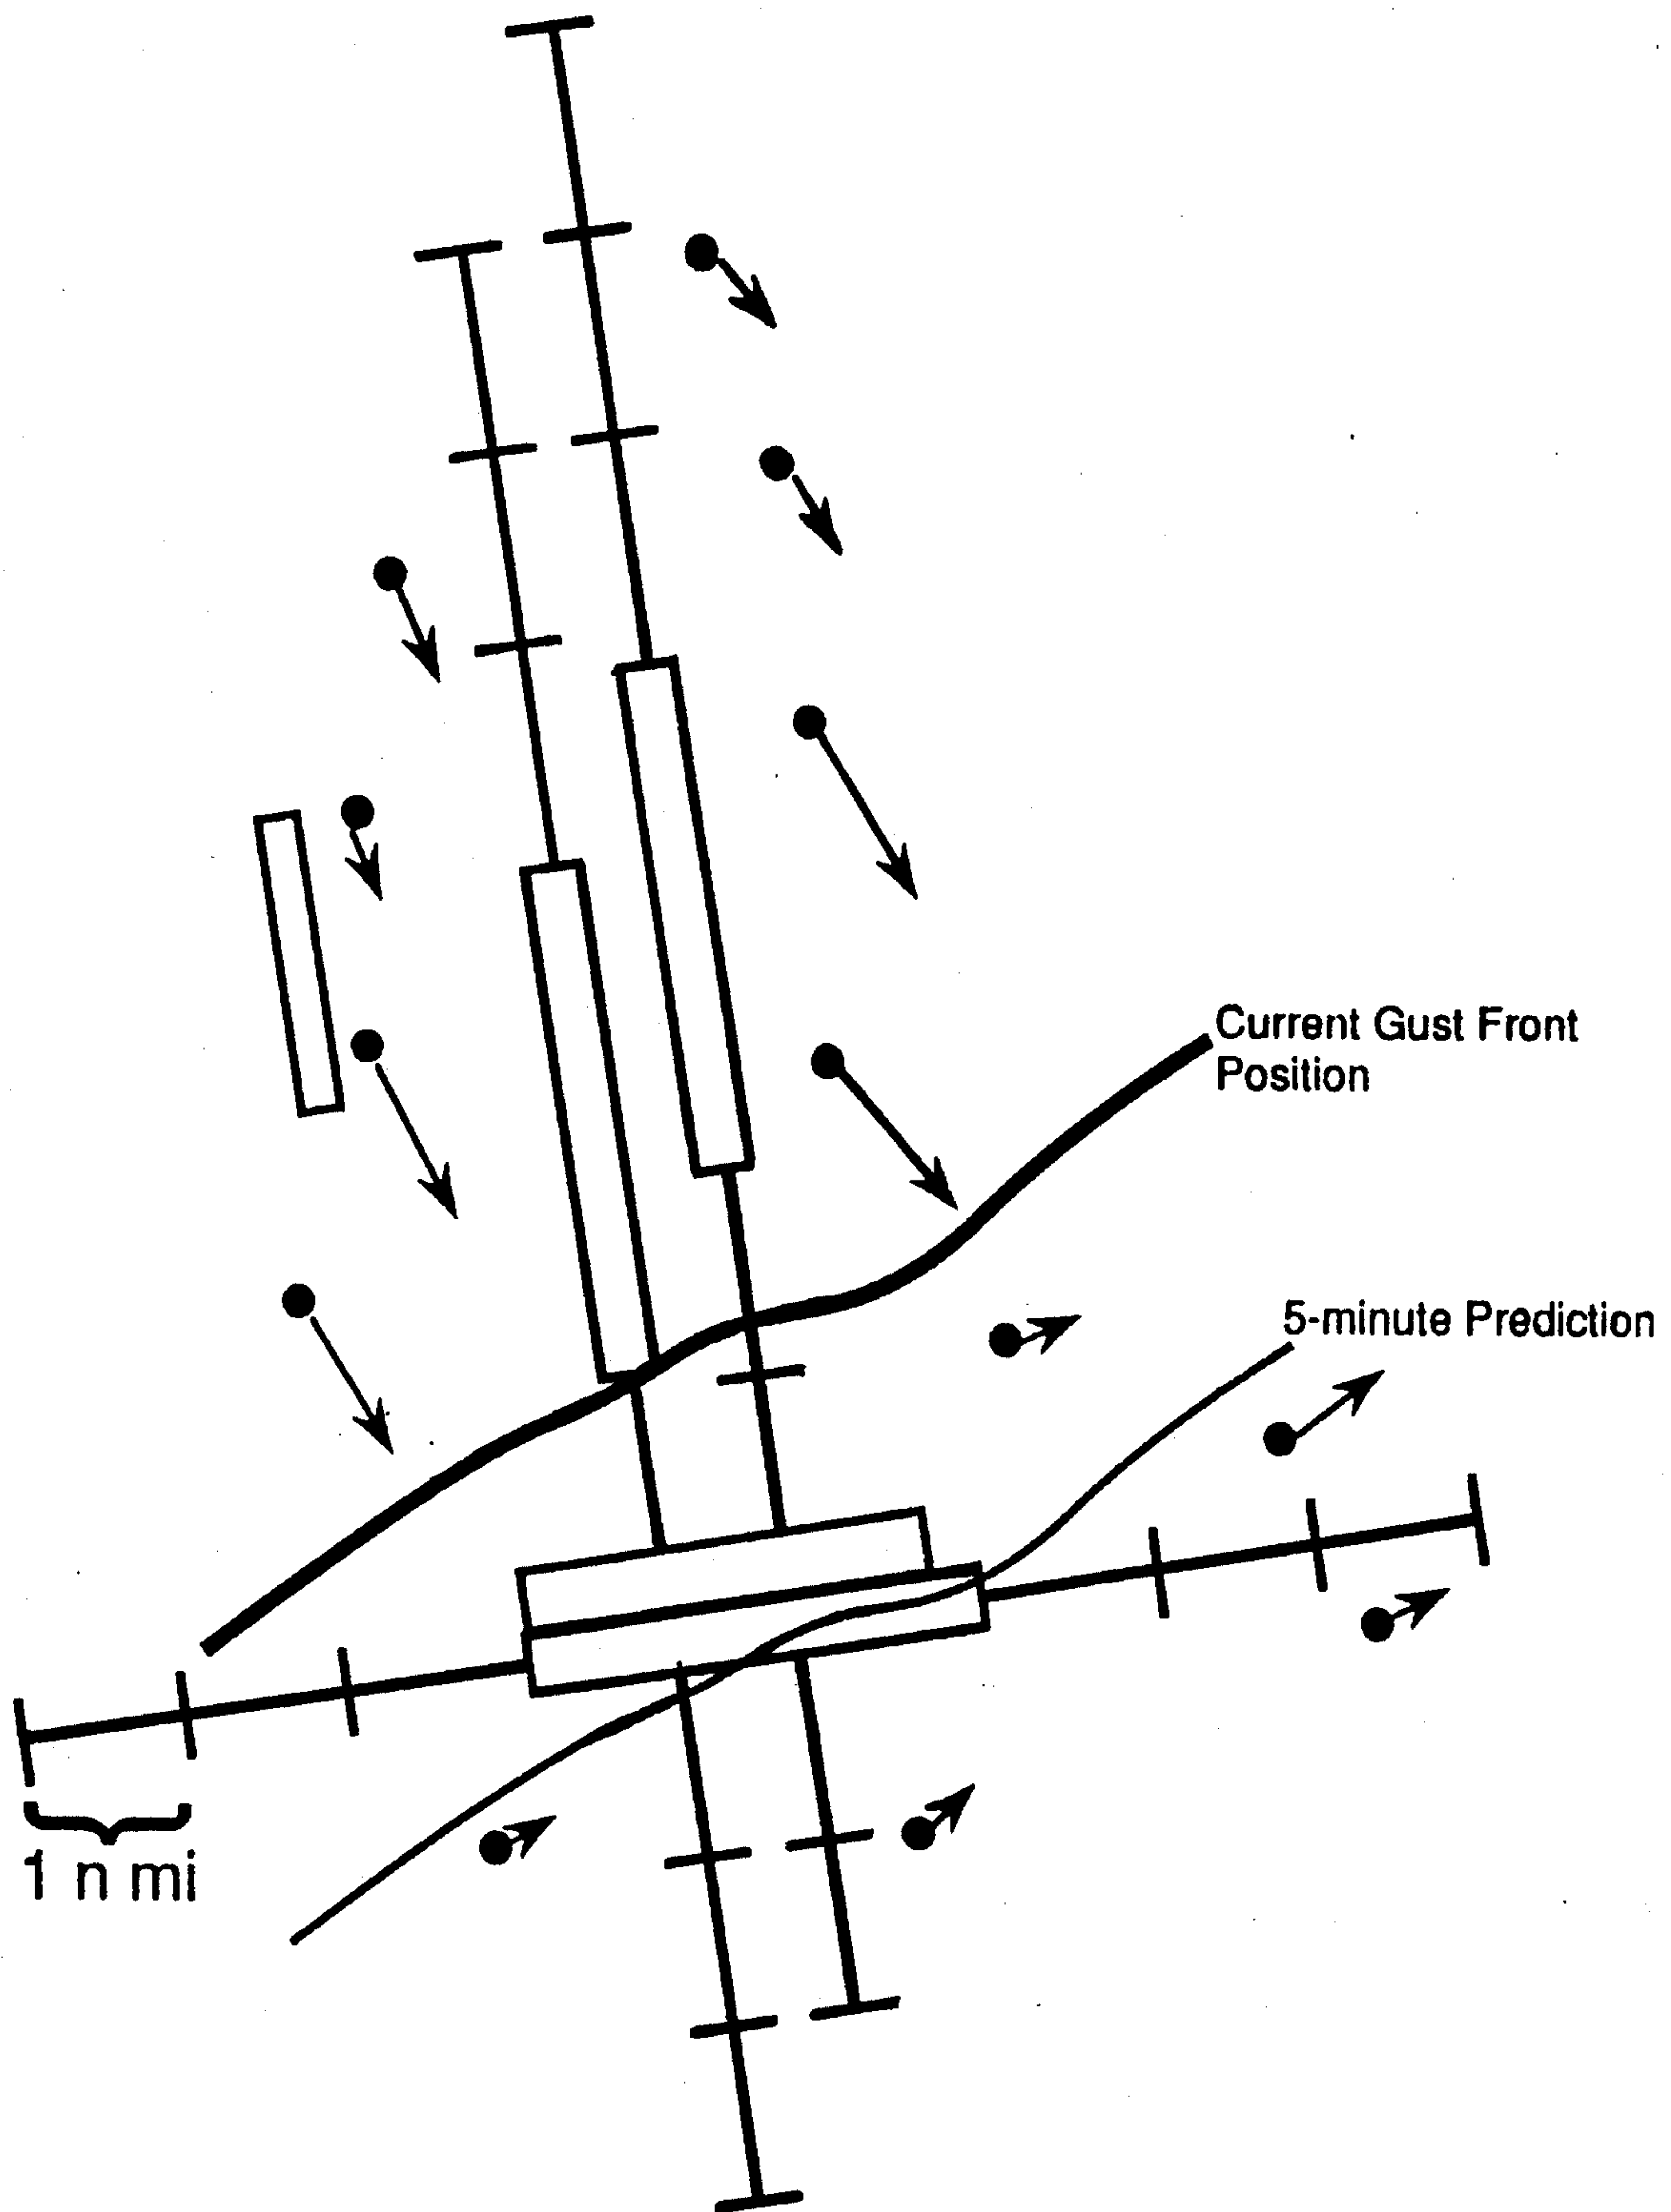 Current Gust Front
Position
5-minute Prediction
1 n mi